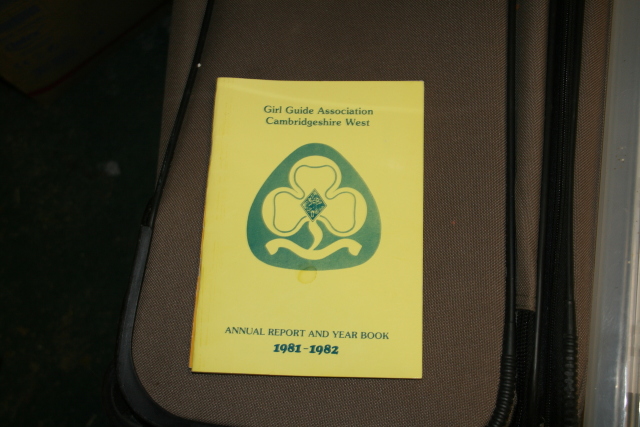 Girl Guide Association
Cambridgeshire West
ANNUAL REPORT AND YEAR BOOK
1981-1982